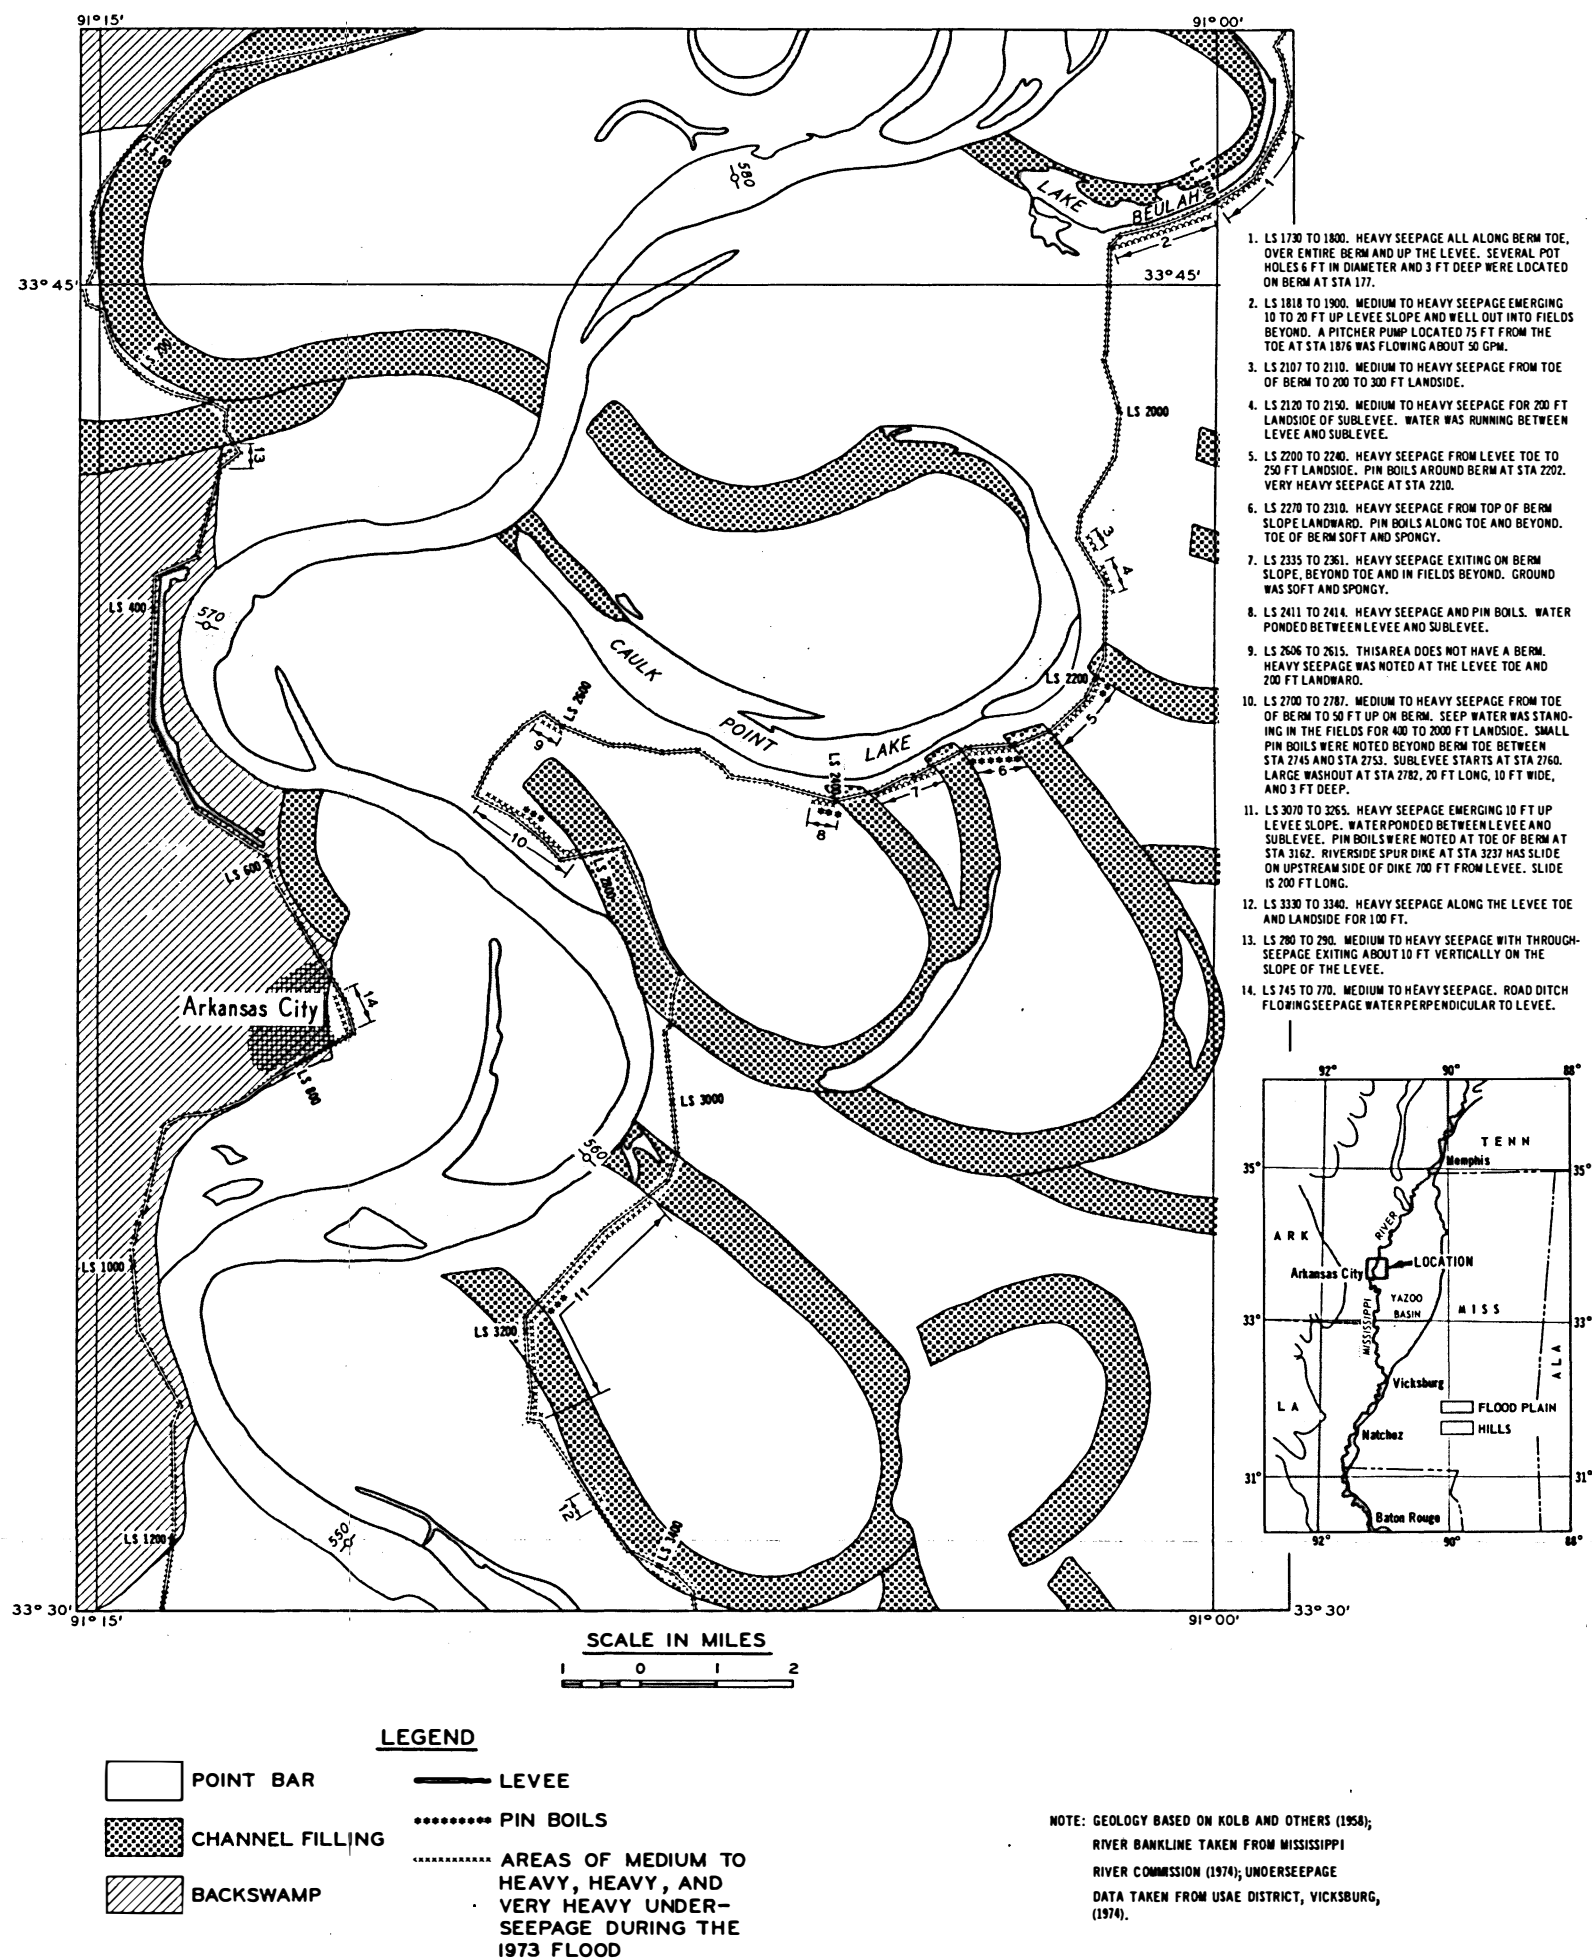 91°15'
91°00'
LS 1800
580
LAKE
BEULAH
1
2
33°45'
33°45'
LS 2000
13
3
4
LS 400
570
CAULK
POINT
LAKE
LS 2200
5
LS 2600
9
LS 2400
6
7
8
10
LS 2800
LS 600
14
Arkansas City
LS 800
LS 3000
560
LS 1000
11
LS 3200
12
LS 3400
550
LS 1200
33°30'
91°15'
91°00'
33°30'
1. LS 1730 TO 1800. HEAVY SEEPAGE ALL ALONG BERM TOE,
OVER ENTIRE BERM AND UP THE LEVEE. SEVERAL POT
HOLES 6 FT IN DIAMETER AND 3 FT DEEP WERE LOCATED
ON BERM AT STA 177.
2. LS 1818 TO 1900. MEDIUM TO HEAVY SEEPAGE EMERGING
10 TO 20 FT UP LEVEE SLOPE AND WELL OUT INTO FIELDS
BEYOND. A PITCHER PUMP LOCATED 75 FT FROM THE
TOE AT STA 1876 WAS FLOWING ABOUT 50 GPM.
3. LS 2107 TO 2110. MEDIUM TO HEAVY SEEPAGE FROM TOE
OF BERM TO 200 TO 300 FT LANDSIDE.
4. LS 2120 TO 2150. MEDIUM TO HEAVY SEEPAGE FOR 200 FT
LANDSIDE OF SUBLEVEE. WATER WAS RUNNING BETWEEN
LEVEE ANO SUBLEVEE.
5. LS 2200 TO 2240. HEAVY SEEPAGE FROM LEVEE TOE TO
250 FT LANDSIDE. PIN BOILS AROUND BERM AT STA 2202.
VERY HEAVY SEEPAGE AT STA 2210.
6. LS 2270 TO 2310. HEAVY SEEPAGE FROM TOP OF BERM
SLOPE LANDWARD. PIN BOILS ALONG TOE ANO BEYOND.
TOE OF BERM SOFT AND SPONGY.
7. LS 2335 TO 2361. HEAVY SEEPAGE EXITING ON BERM
SLOPE, BEYOND TOE AND IN FIELDS BEYOND. GROUND
WAS SOFT AND SPONGY.
8. LS 2411 TO 2414. HEAVY SEEPAGE AND PIN BOILS. WATER
PONDED BETWEEN LEVEE AND SUBLEVEE.
9. LS 2606 TO 2615. THIS AREA DOES NOT HAVE A BERM.
HEAVY SEEPAGE WAS NOTED AT THE LEVEE TOE AND
200 FT LANDWARO.
10. LS 2700 TO 2787. MEDIUM TO HEAVY SEEPAGE FROM TOE
OF BERM TO 50 FT UP ON BERM. SEEP WATER WAS STANO-
ING IN THE FIELDS FOR 400 TO 2000 FT LANDSIDE. SMALL
PIN BOILS WERE NOTED BEYOND BERM TOE BETWEEN
STA 2745 AND STA 2753. SUBLEVEE STARTS AT STA 2760.
LARGE WASHOUT AT STA 2782, 20 FT LONG, 10 FT WIDE,
AND 3 FT DEEP.
11. LS 3070 TO 3265. HEAVY SEEPAGE EMERGING 10 FT UP
LEVEE SLOPE. WATER PONDED BETWEEN LEVEE ANO
SUBLEVEE. PIN BOILS WERE NOTED AT TOE OF BERM AT
STA 3162. RIVERSIDE SPUR DIKE AT STA 3237 HAS SLIDE
ON UPSTREAM SIDE OF DIKE 700 FT FROM LEVEE. SLIDE
IS 200 FT LONG.
12. LS 3330 TO 3340. HEAVY SEEPAGE ALONG THE LEVEE TOE
AND LANDSIDE FOR 100 FT.
13. LS 280 TO 290. MEDIUM TO HEAVY SEEPAGE WITH THROUGH-
SEEPAGE EXITING ABOUT 10 FT VERTICALLY ON THE
SLOPE OF THE LEVEE.
14. LS 745 TO 770. MEDIUM TO HEAVY SEEPAGE. ROAD DITCH
FLOWING SEEPAGE WATER PERPENDICULAR TO LEVEE.
92° 90° 88°
TENN
Memphis
35° 35°
RIVER
ARK
LOCATION
Arkansas City
YAZOO
BASIN
MISS
MISSISSIPPI
33° 33°
ALA
Vicksburg
LA
FLOOD PLAIN
HILLS
Natchez
31° 31°
Baton Rouge
92° 90° 88°
SCALE IN MILES
1 0 1 2
LEGEND
POINT BAR
CHANNEL FILLING
BACKSWAMP
LEVEE
PIN BOILS
AREAS OF MEDIUM TO
HEAVY, HEAVY, AND
VERY HEAVY UNDER-
SEEPAGE DURING THE
1973 FLOOD
NOTE: GEOLOGY BASED ON KOLB AND OTHERS (1958);
RIVER BANKLINE TAKEN FROM MISSISSIPPI
RIVER COMMISSION (1974); UNOERSEEPAGE
DATA TAKEN FROM USAE DISTRICT, VICKSBURG,
(1974).